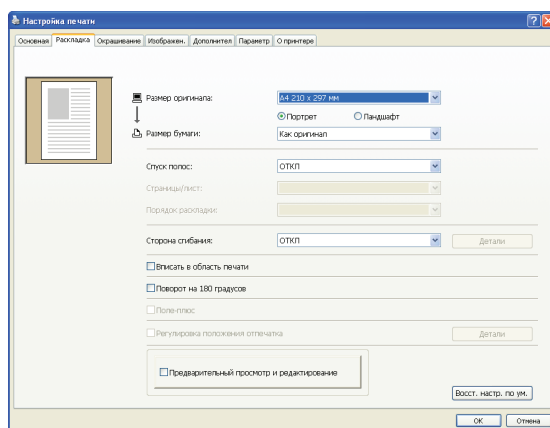 Настройка печати
Основная Раскладка Окрашивание Изображен. Дополнител Параметр О принтере
Размер оригинала: A4 210 x 297 мм
Портрет Ландшафт
Размер бумаги: Как оригинал
Спуск полос: ОТКЛ
Страницы/лист:
Порядок раскладки:
Сторона сгибания: ОТКЛ Детали
Вписать в область печати
Поворот на 180 градусов
Поле-плюс
Регулировка положения отпечатка Детали
Предварительный просмотр и редактирование
Восст. настр. по ум.
OK Отмена